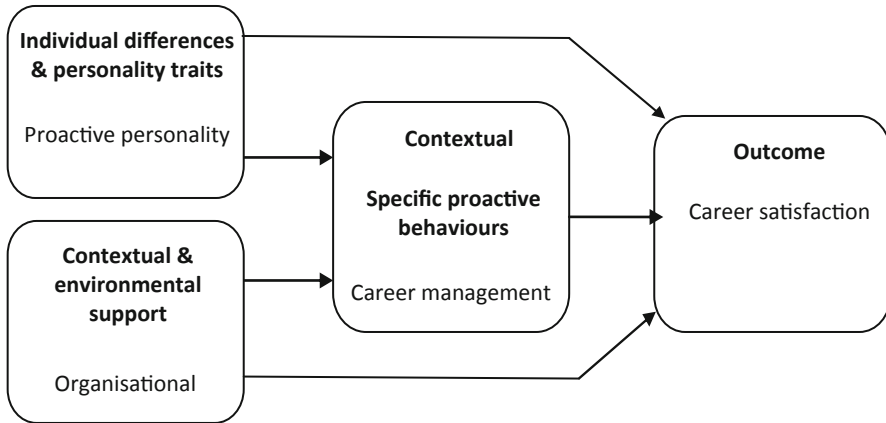 Individual differences
& personality traits
Proactive personality
Contextual &
environmental
support
Organisational
Contextual
Specific proactive
behaviours
Career management
Outcome
Career satisfaction